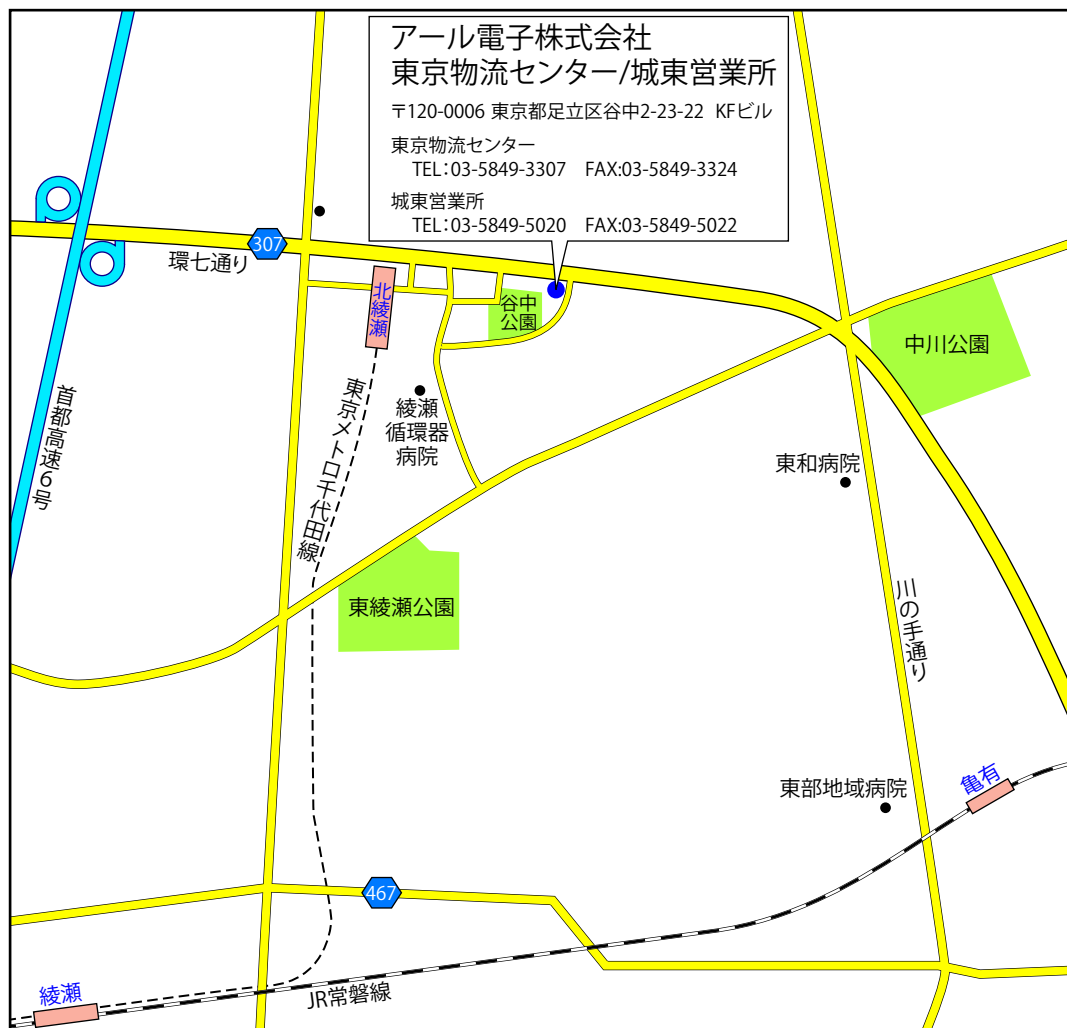 アール電子株式会社
東京物流センター/城東営業所
〒120-0006 東京都足立区谷中2-23-22 KFビル
東京物流センター
TEL:03-5849-3307 FAX:03-5849-3324
城東営業所
TEL:03-5849-5020 FAX:03-5849-5022
307
環七通り
北綾瀬
谷中
公園
中川公園
首都高速6号
東京メトロ千代田線
綾瀬
循環器
病院
東和病院
東綾瀬公園
川の手通り
東部地域病院
亀有
467
綾瀬
JR常磐線